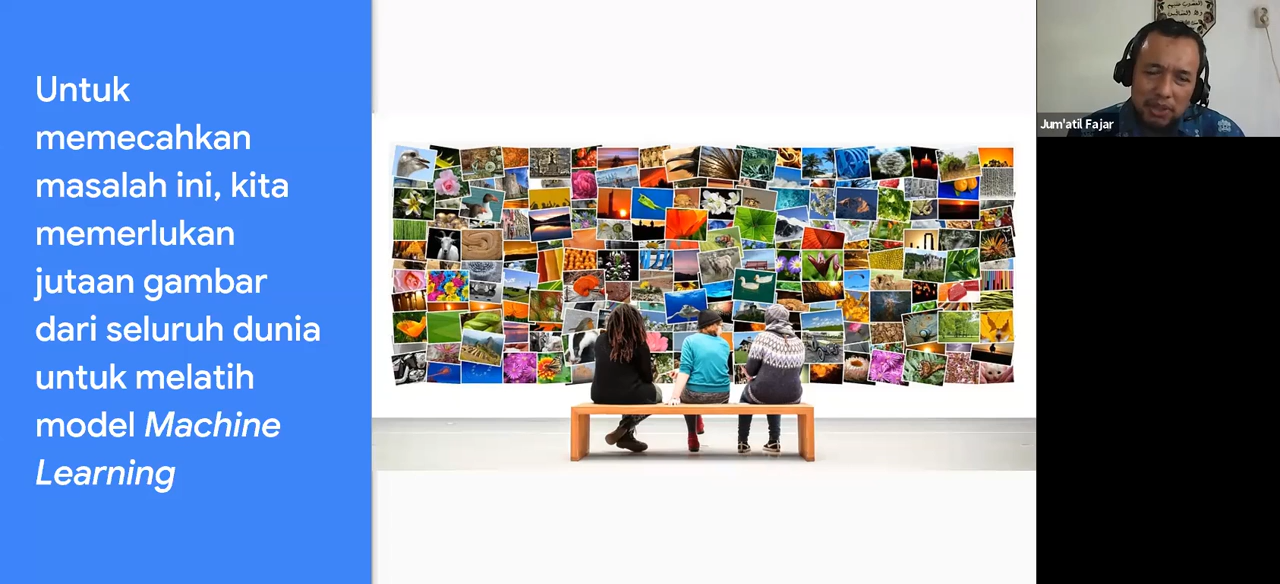 Untuk
memecahkan
masalah ini, kita
memerlukan
jutaan gambar
dari seluruh dunia
untuk melatih
model Machine
Learning
Jum'atil Fajar